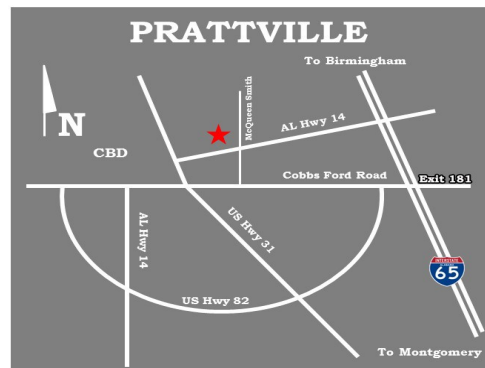 PRATTVILLE
To Birmingham
N
McQueen Smith
AL Hwy 14
CBD
Cobbs Ford Road
Exit 181
AL Hwy 14
US Hwy 31
INTERSTATE
65
US Hwy 82
To Montgomery